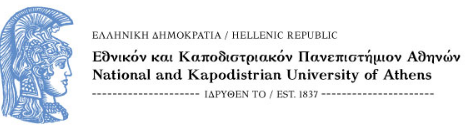 ΕΛΛΗΝΙΚΗ ΔΗΜΟΚΡΑΤΙΑ / HELLENIC REPUBLIC
Εθνικόν και Καποδιστριακόν Πανεπιστήμιον Αθηνών
National and Kapodistrian University of Athens
-------------------- ΙΔΡΥΘΕΝ ΤΟ / EST. 1837 ---------------------